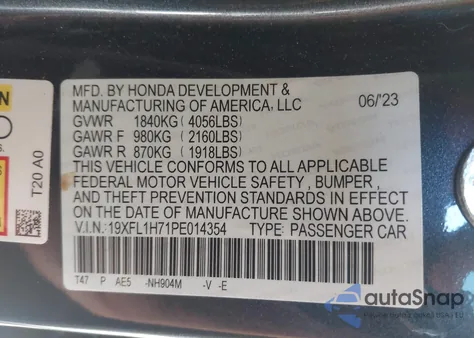 MFD. BY HONDA DEVELOPMENT &
MANUFACTURING OF AMERICA, LLC 06/'23
GVWR 1840KG (4056LBS)
GAWR F 980KG (2160LBS)
GAWR R 870KG (1918LBS)
THIS VEHICLE CONFORMS TO ALL APPLICABLE
FEDERAL MOTOR VEHICLE SAFETY , BUMPER ,
AND THEFT PREVENTION STANDARDS IN EFFECT
ON THE DATE OF MANUFACTURE SHOWN ABOVE.
V.I.N.: 19XFL1H71PE014354 TYPE: PASSENGER CAR
T47 P AE5 -NH904M -V -E
T20 A0
autoSnap